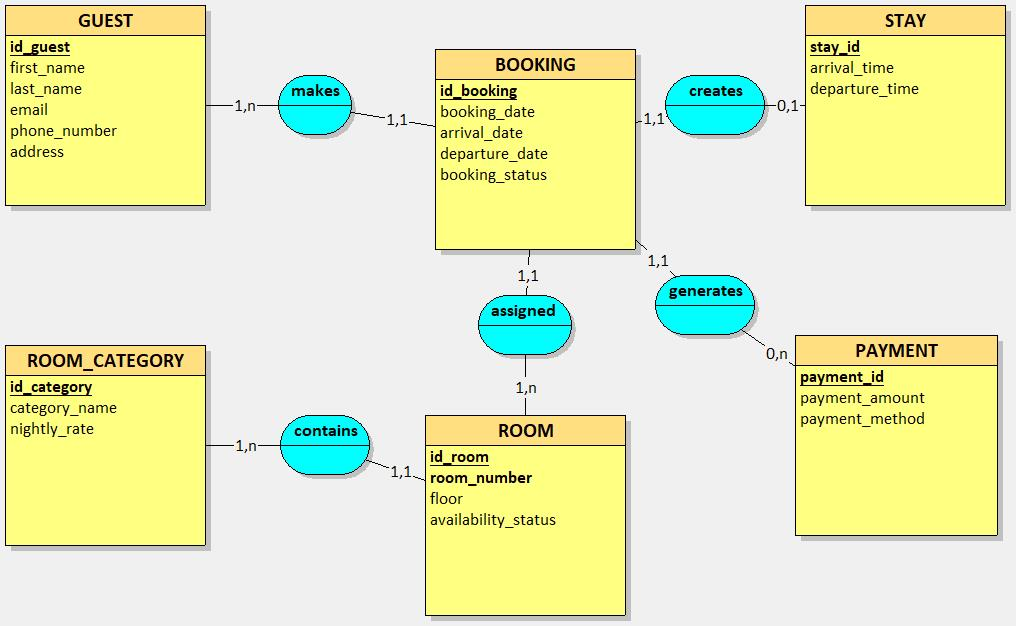 GUEST
id_guest
first_name
last_name
email
phone_number
address
1,n
makes
1,1
BOOKING
id_booking
booking_date
arrival_date
departure_date
booking_status
1,1
creates
0,1
STAY
stay_id
arrival_time
departure_time
1,1
assigned
1,n
1,1
generates
0,n
PAYMENT
payment_id
payment_amount
payment_method
ROOM_CATEGORY
id_category
category_name
nightly_rate
1,n
contains
1,1
ROOM
id_room
room_number
floor
availability_status